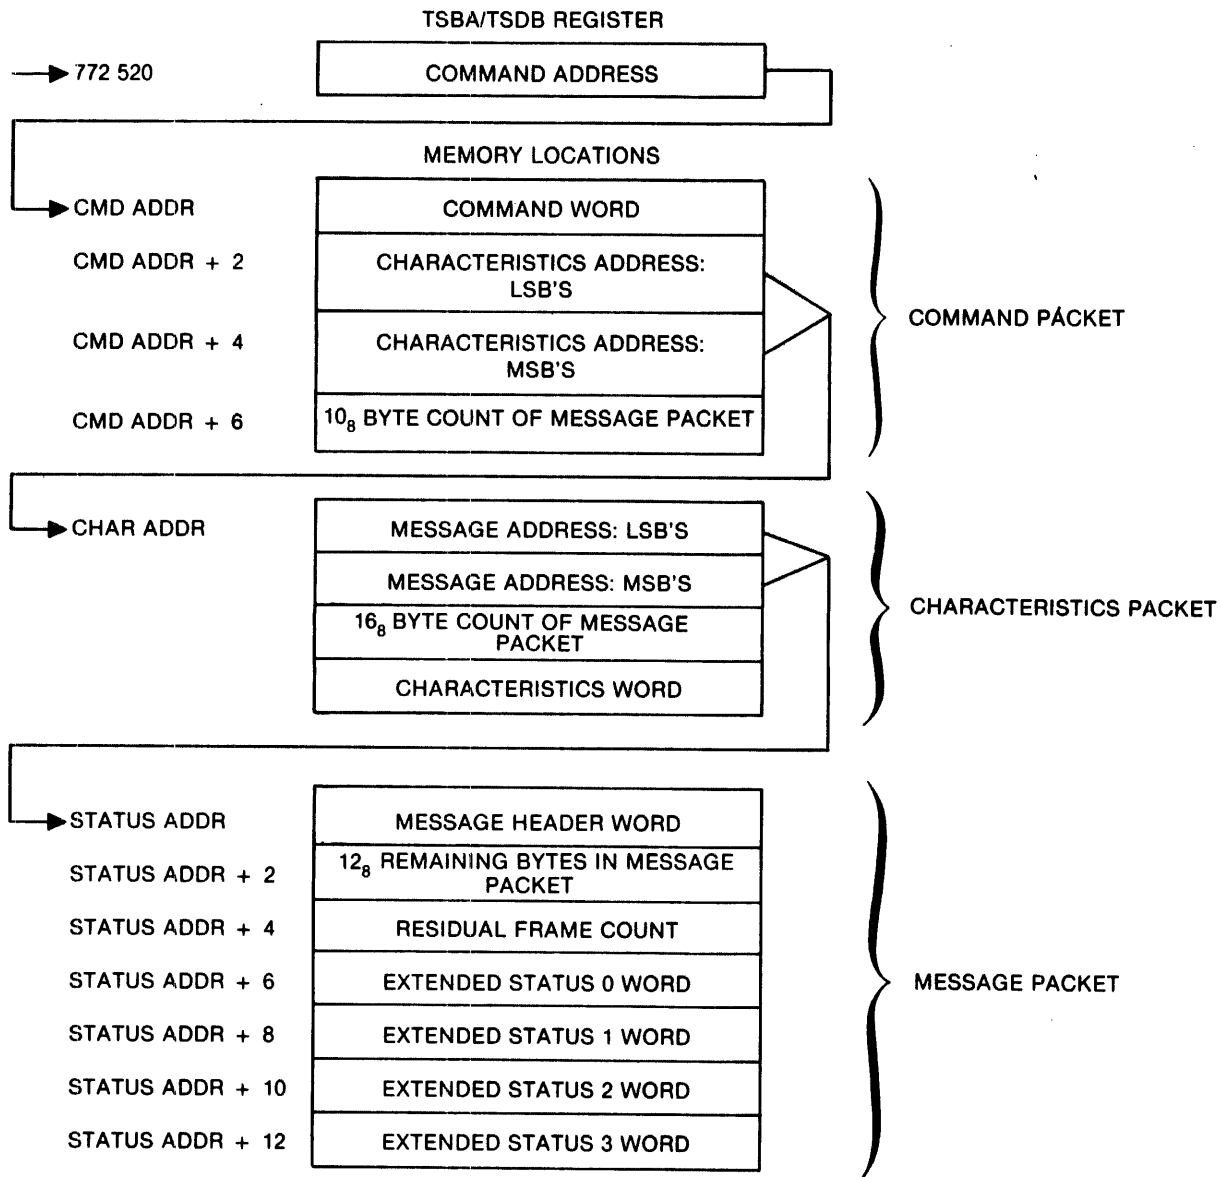 TSBA/TSDB REGISTER
772 520
COMMAND ADDRESS
MEMORY LOCATIONS
CMD ADDR
COMMAND WORD
CMD ADDR + 2
CHARACTERISTICS ADDRESS:
LSB'S
CMD ADDR + 4
CHARACTERISTICS ADDRESS:
MSB'S
CMD ADDR + 6
10₈ BYTE COUNT OF MESSAGE PACKET
COMMAND PACKET
CHAR ADDR
MESSAGE ADDRESS: LSB'S
MESSAGE ADDRESS: MSB'S
16₈ BYTE COUNT OF MESSAGE
PACKET
CHARACTERISTICS WORD
CHARACTERISTICS PACKET
STATUS ADDR
MESSAGE HEADER WORD
STATUS ADDR + 2
12₈ REMAINING BYTES IN MESSAGE
PACKET
STATUS ADDR + 4
RESIDUAL FRAME COUNT
STATUS ADDR + 6
EXTENDED STATUS 0 WORD
STATUS ADDR + 8
EXTENDED STATUS 1 WORD
STATUS ADDR + 10
EXTENDED STATUS 2 WORD
STATUS ADDR + 12
EXTENDED STATUS 3 WORD
MESSAGE PACKET